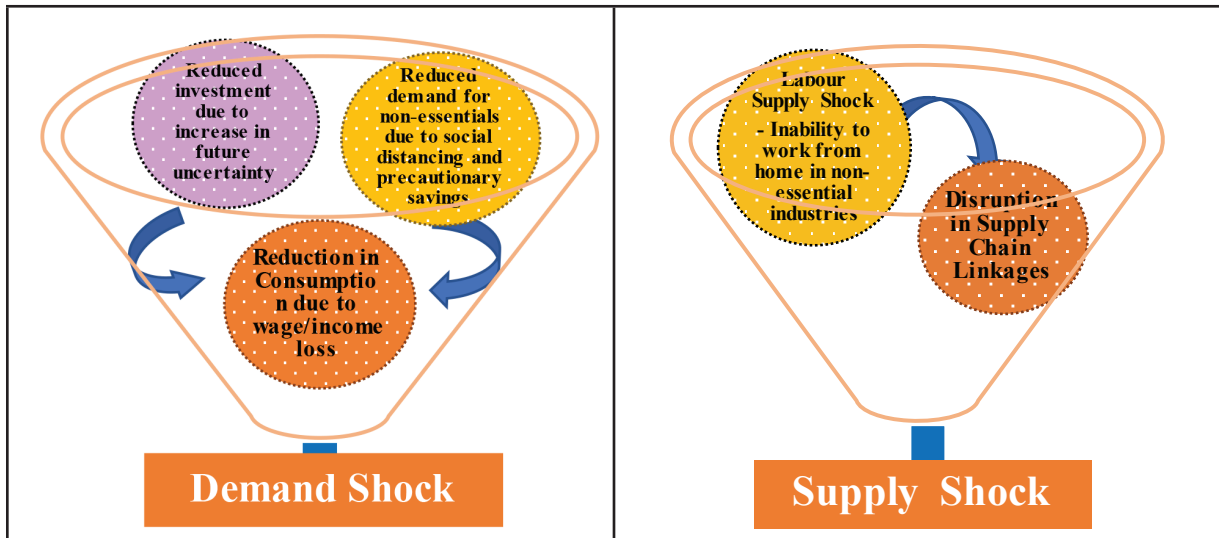 Reduced
investment
due to
increase in
future
uncertainty
Reduced
demand for
non-essentials
due to social
distancing and
precautionary
savings
Reduction in
Consumptio
n due to
wage/income
loss
Demand Shock
Labour
Supply Shock
- Inability to
work from
home in non-
essential
industries
Disruption
in Supply
Chain
Linkages
Supply Shock